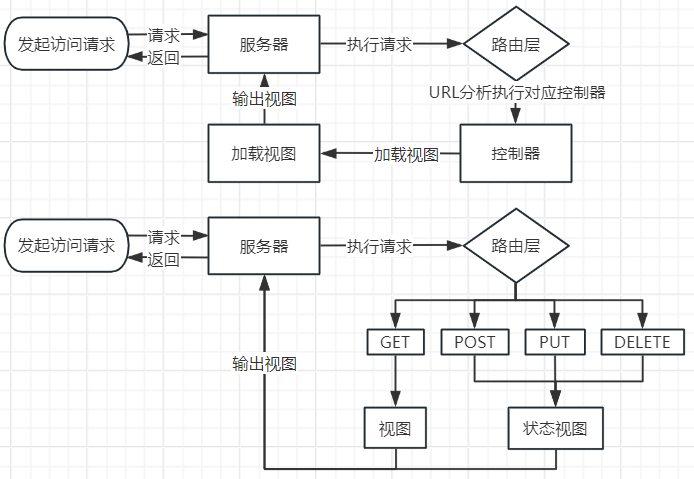 发起访问请求
请求
返回
服务器
执行请求
路由层
输出视图
URL分析执行对应控制器
加载视图
加载视图
控制器
发起访问请求
请求
返回
服务器
执行请求
路由层
GET
POST
PUT
DELETE
输出视图
视图
状态视图